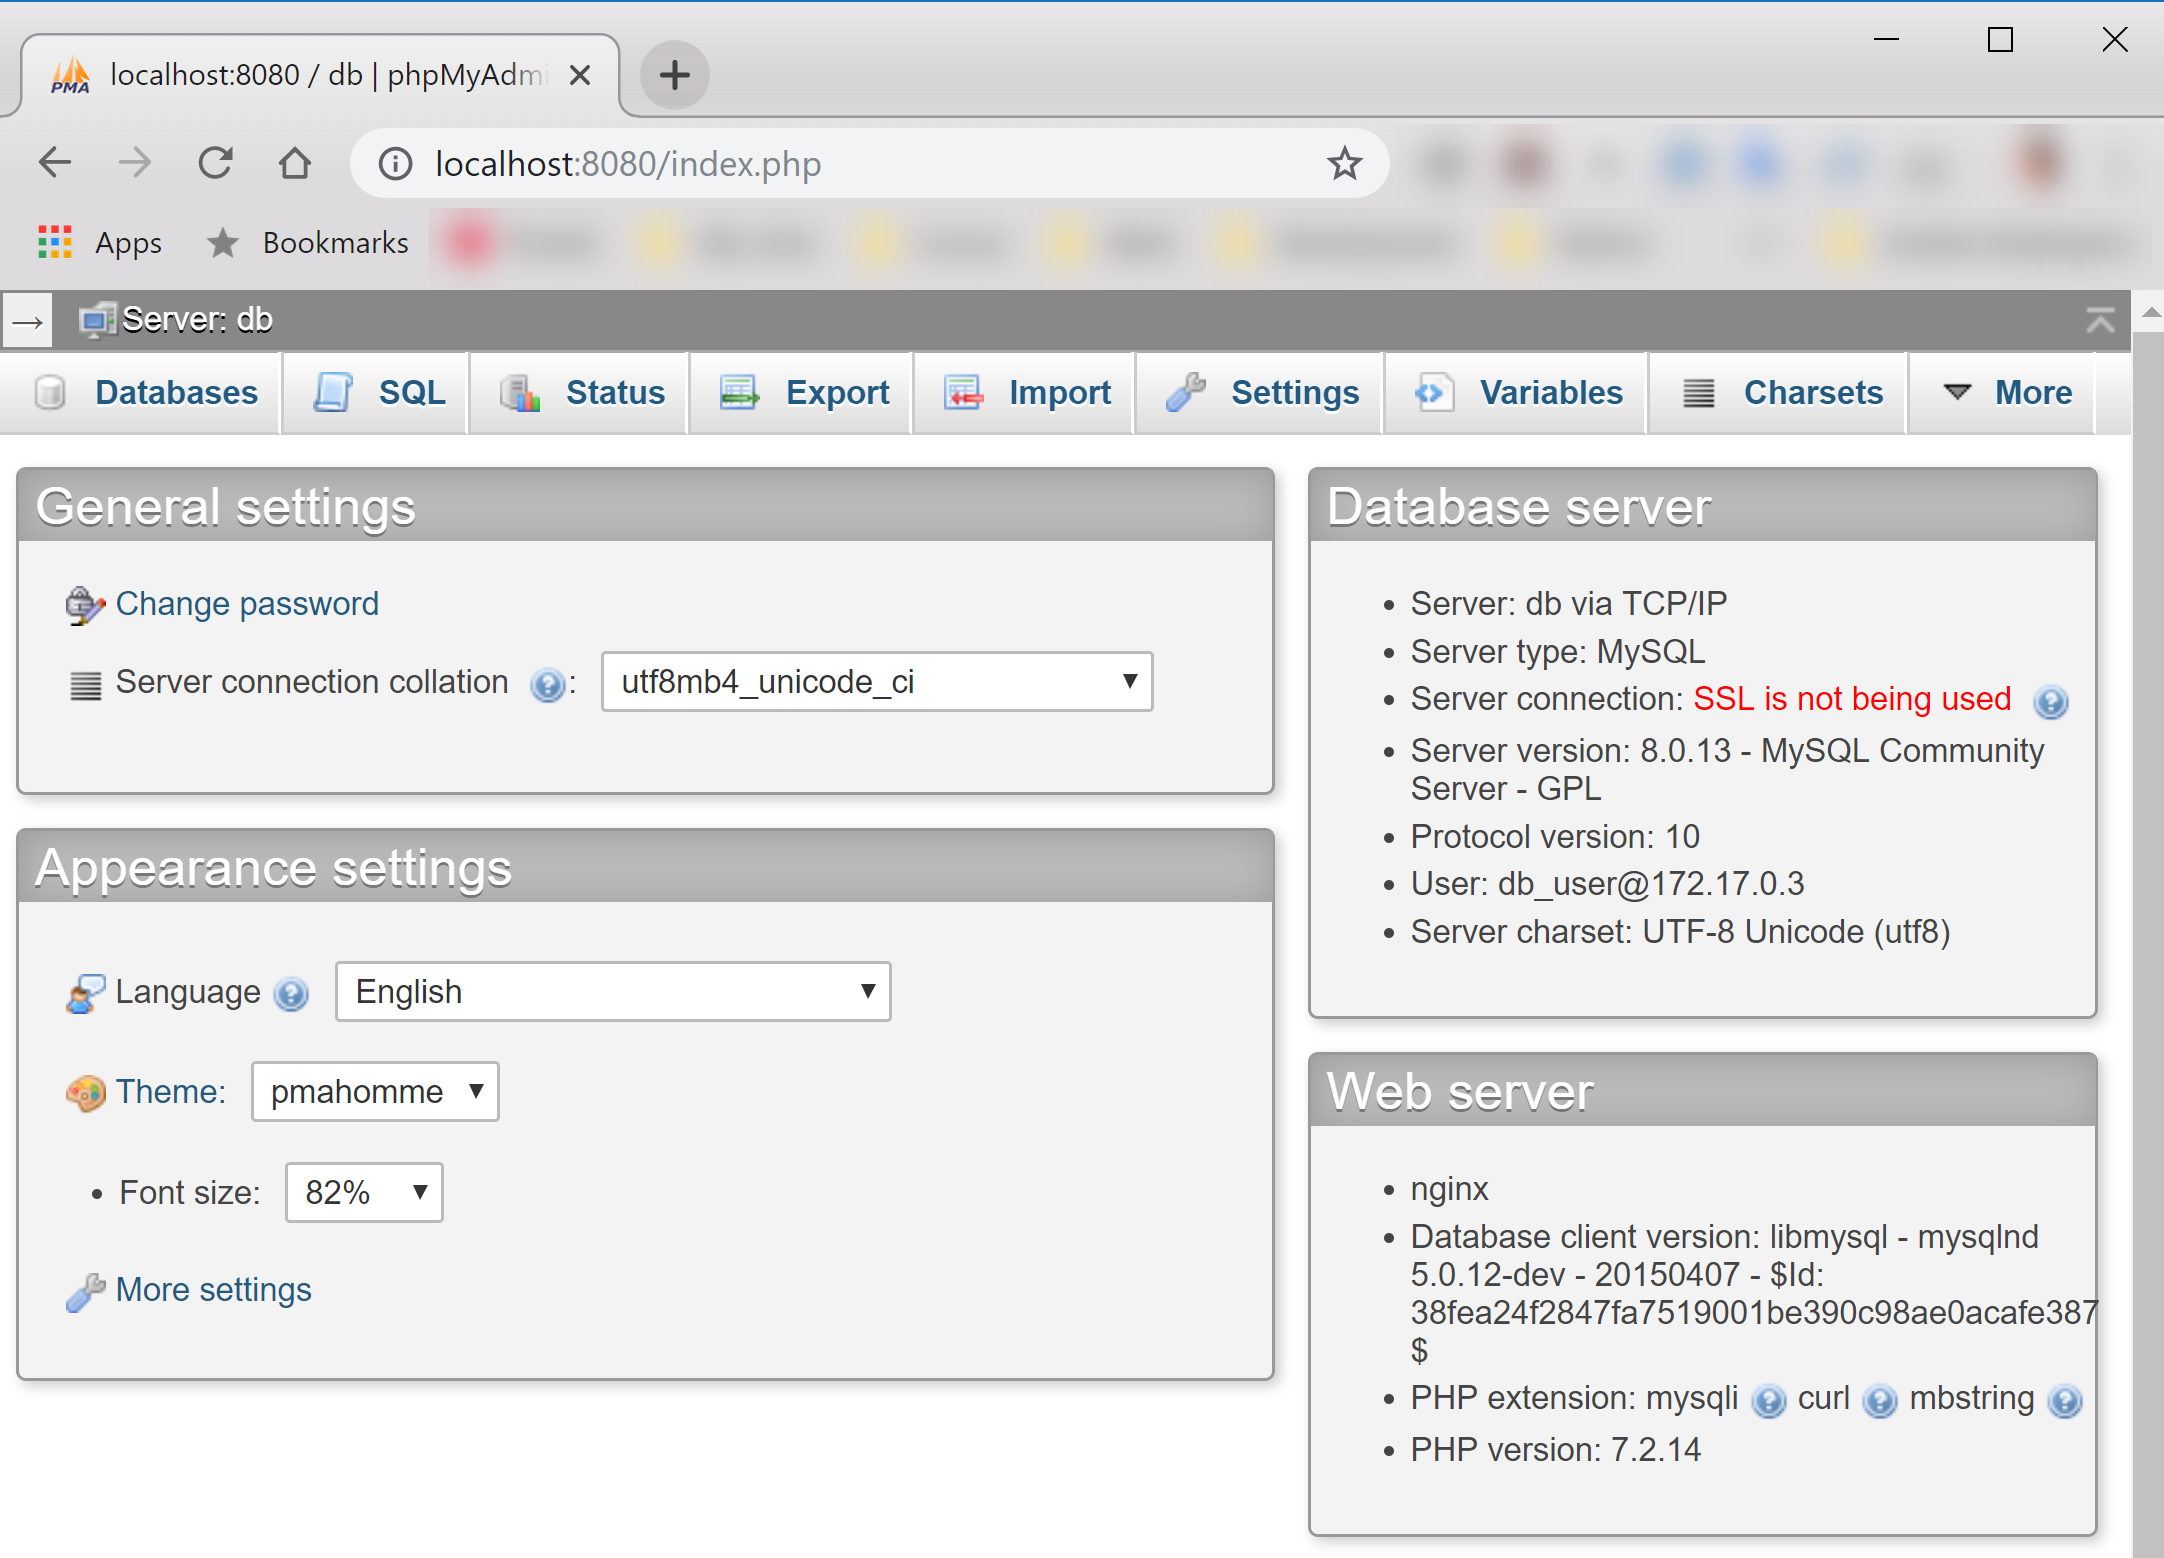 PMA localhost:8080 / db | phpMyAdmi
localhost:8080/index.php
Apps Bookmarks
→ Server: db
Databases SQL Status Export Import Settings Variables Charsets More
General settings
Change password
Server connection collation : utf8mb4_unicode_ci
Appearance settings
Language English
Theme: pmahomme
• Font size: 82%
More settings
Database server
• Server: db via TCP/IP
• Server type: MySQL
• Server connection: SSL is not being used
• Server version: 8.0.13 - MySQL Community
Server - GPL
• Protocol version: 10
• User: db_user@172.17.0.3
• Server charset: UTF-8 Unicode (utf8)
Web server
• nginx
• Database client version: libmysql - mysqlnd
5.0.12-dev - 20150407 - $Id:
38fea24f2847fa7519001be390c98ae0acafe387
$
• PHP extension: mysqli curl mbstring
• PHP version: 7.2.14